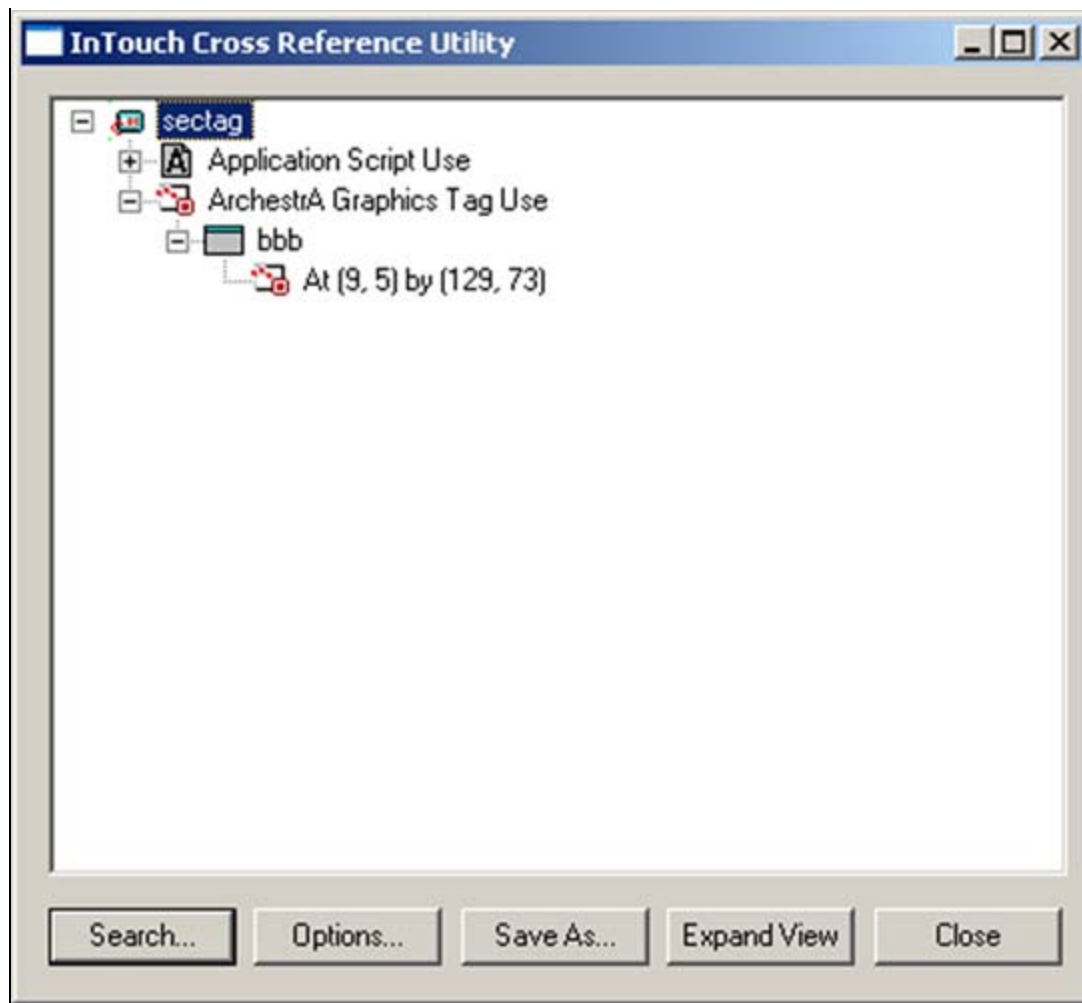 InTouch Cross Reference Utility
sectag
Application Script Use
ArchestrA Graphics Tag Use
bbb
At (9, 5) by (129, 73)
Search... Options... Save As... Expand View Close